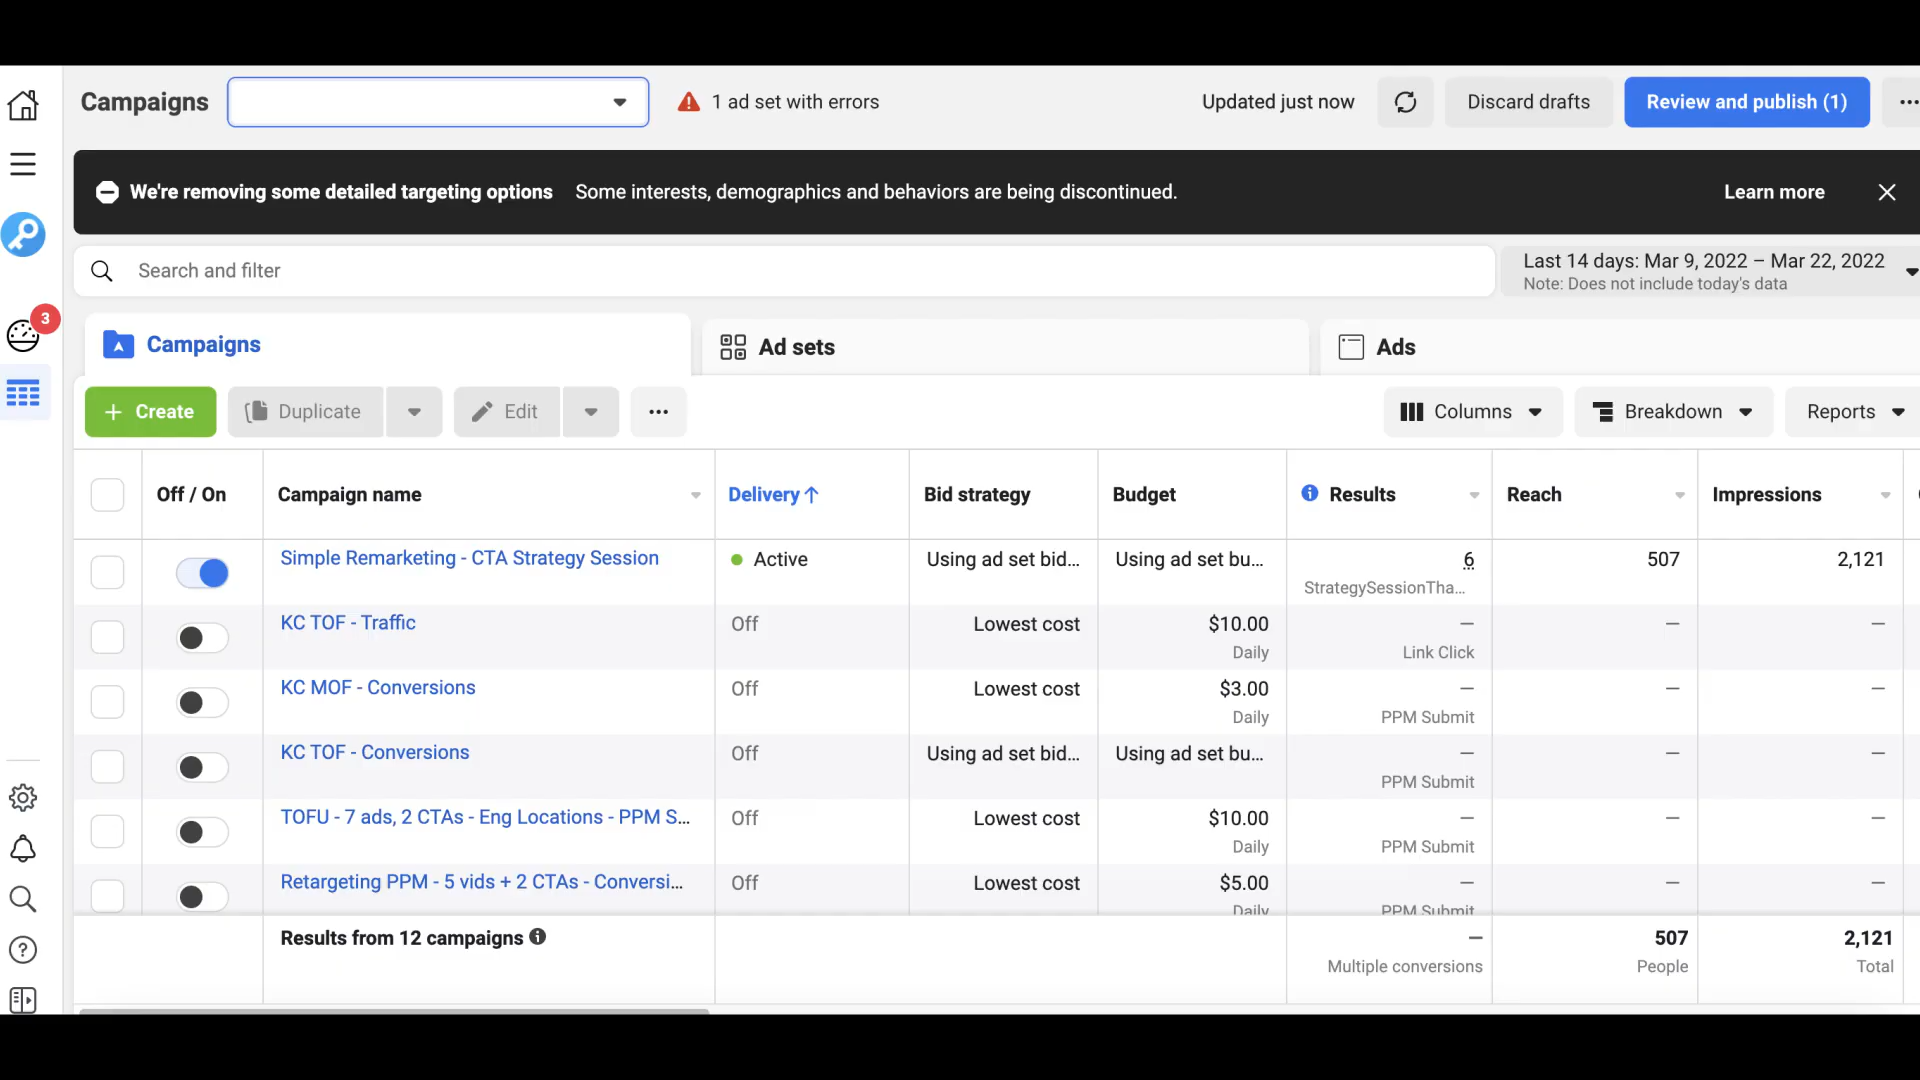 Campaigns
1 ad set with errors
Updated just now
Discard drafts
Review and publish (1)
We're removing some detailed targeting options Some interests, demographics and behaviors are being discontinued.
Learn more
Search and filter
Last 14 days: Mar 9, 2022 – Mar 22, 2022
Note: Does not include today's data
3
Campaigns
Ad sets
Ads
+ Create
Duplicate
Edit
Columns
Breakdown
Reports
Off / On
Campaign name
Delivery ↑
Bid strategy
Budget
Results
Reach
Impressions
Simple Remarketing - CTA Strategy Session
Active
Using ad set bid...
Using ad set bu...
6
507
2,121
StrategySessionTha...
KC TOF - Traffic
Off
Lowest cost
$10.00
—
—
—
Daily
Link Click
KC MOF - Conversions
Off
Lowest cost
$3.00
—
—
—
Daily
PPM Submit
KC TOF - Conversions
Off
Using ad set bid...
Using ad set bu...
—
—
—
PPM Submit
TOFU - 7 ads, 2 CTAs - Eng Locations - PPM S...
Off
Lowest cost
$10.00
—
—
—
Daily
PPM Submit
Retargeting PPM - 5 vids + 2 CTAs - Conversi...
Off
Lowest cost
$5.00
—
—
—
Daily
PPM Submit
Results from 12 campaigns
—
507
2,121
Multiple conversions
People
Total